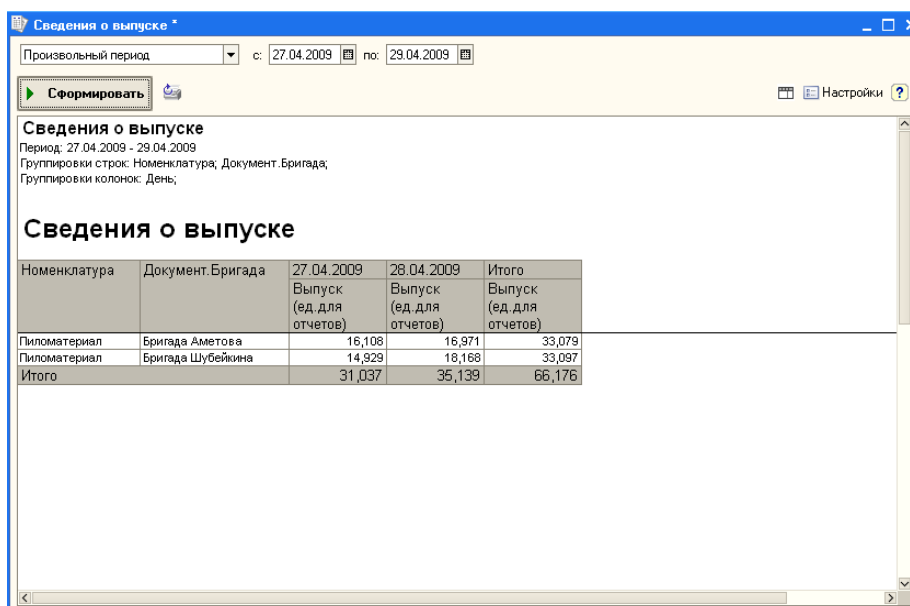 Сведения о выпуске *
Произвольный период с: 27.04.2009 по: 29.04.2009
Сформировать Настройки ?
Сведения о выпуске
Период: 27.04.2009 - 29.04.2009
Группировки строк: Номенклатура; Документ.Бригада;
Группировки колонок: День;
Сведения о выпуске
Номенклатура Документ.Бригада 27.04.2009 28.04.2009 Итого
Выпуск Выпуск Выпуск
(ед.для (ед.для (ед.для
отчетов) отчетов) отчетов)
Пиломатериал Бригада Аметова 16,108 16,971 33,079
Пиломатериал Бригада Шубейкина 14,929 18,168 33,097
Итого 31,037 35,139 66,176